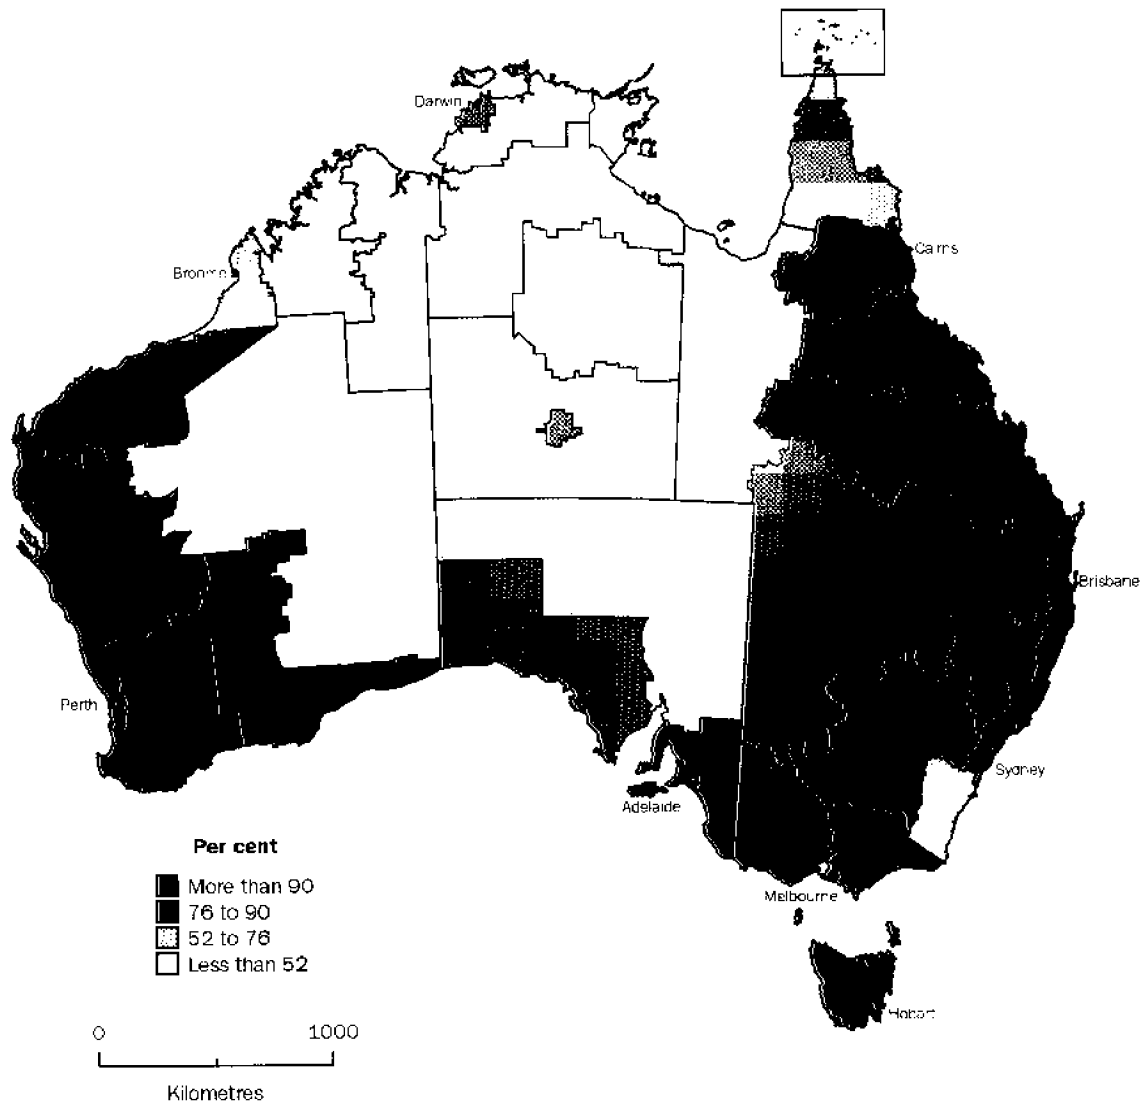 Darwin
Cairns
Broome
Brisbane
Perth
Sydney
Adelaide
Per cent
More than 90
76 to 90
52 to 76
Less than 52
Melbourne
Hobart
0 1000
Kilometres